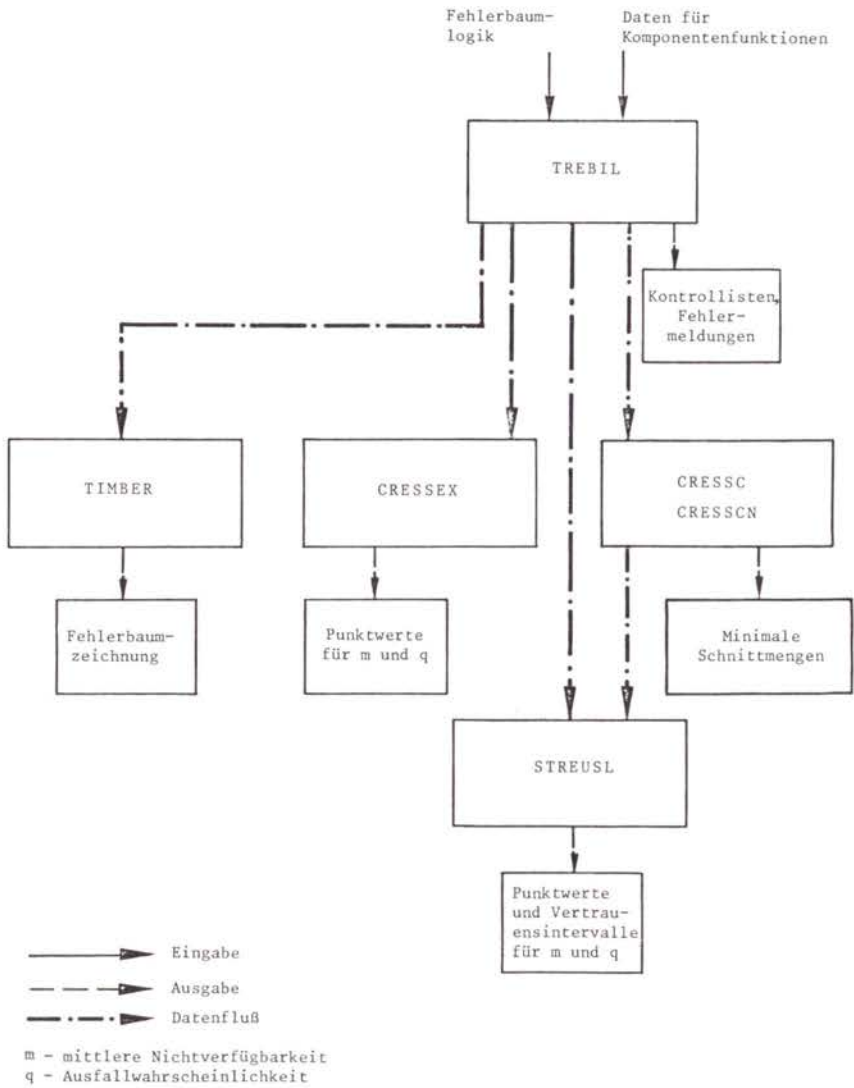 Fehlerbaum-
logik
Daten für
Komponentenfunktionen
TREBIL
Kontrollisten,
Fehler-
meldungen
TIMBER
CRESSEX
CRESSC
CRESSCN
Fehlerbaum-
zeichnung
Punktwerte
für m und q
Minimale
Schnittmengen
STREUSL
Punktwerte
und Vertrau-
ensintervalle
für m und q
Eingabe
Ausgabe
Datenfluß
m - mittlere Nichtverfügbarkeit
q - Ausfallwahrscheinlichkeit